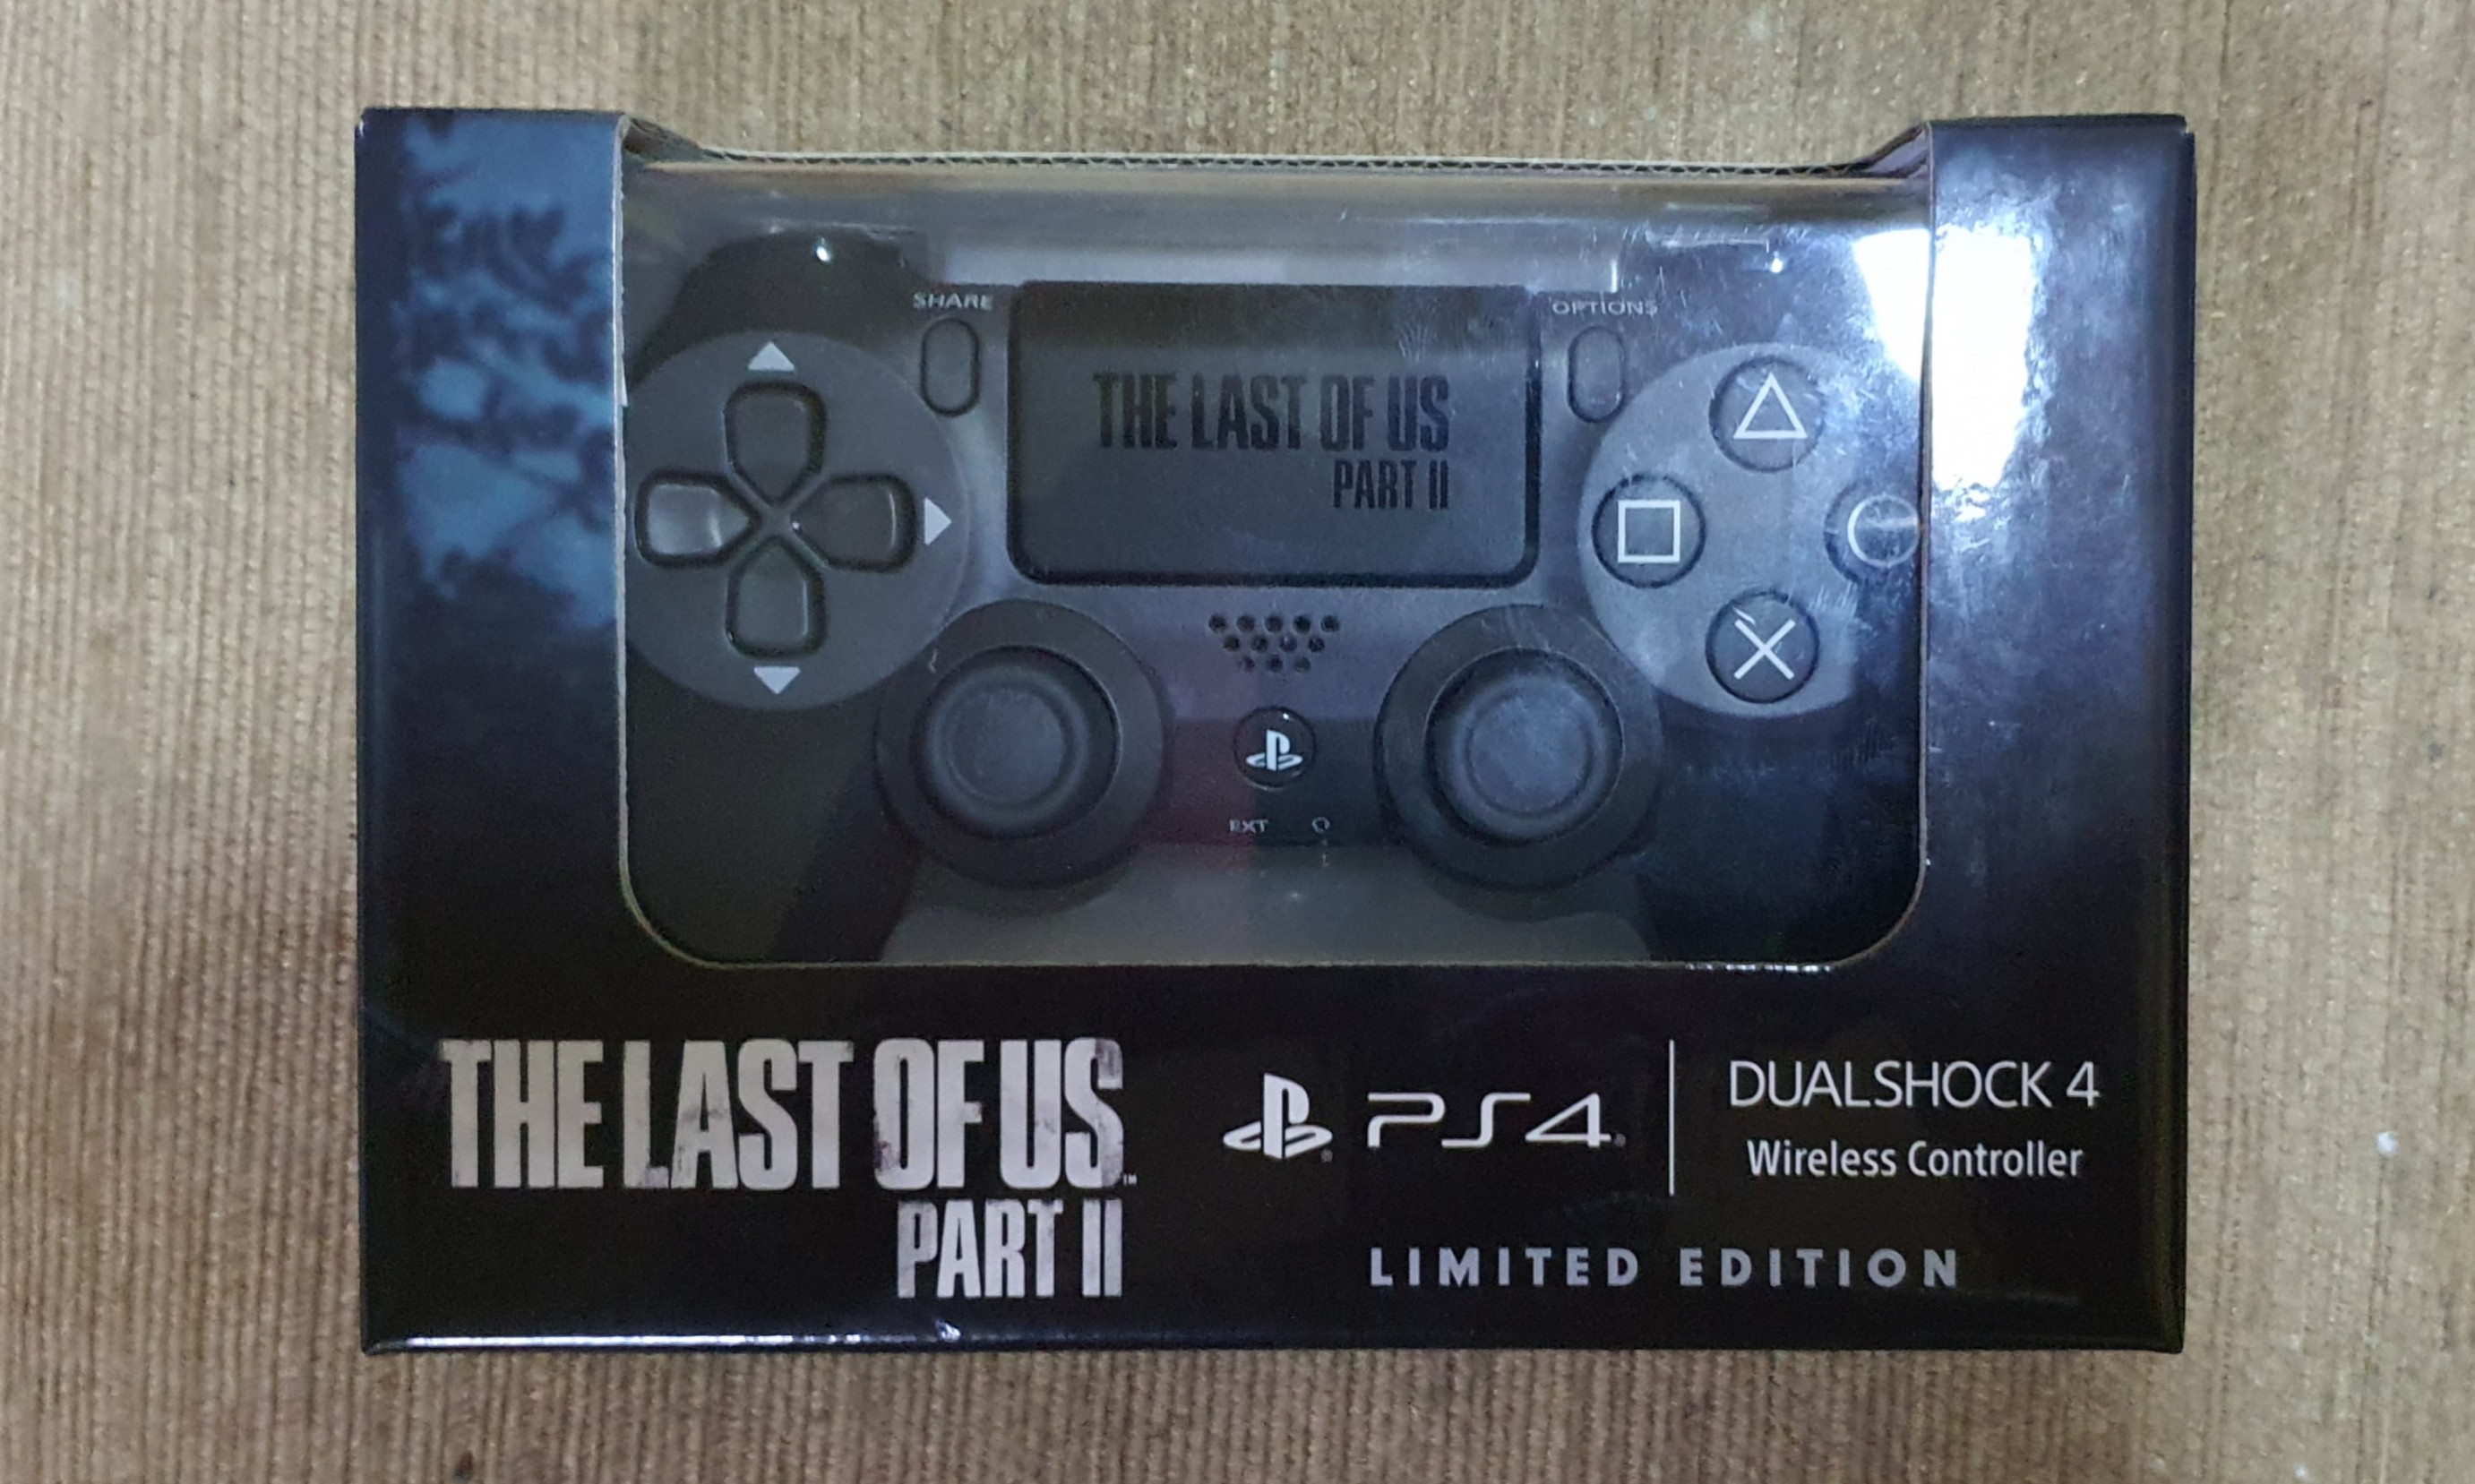 SHARE
OPTIONS
THE LAST OF US
PART II
EXT
THE LAST OF US™
PART II
PS4®
DUALSHOCK 4
Wireless Controller
LIMITED EDITION